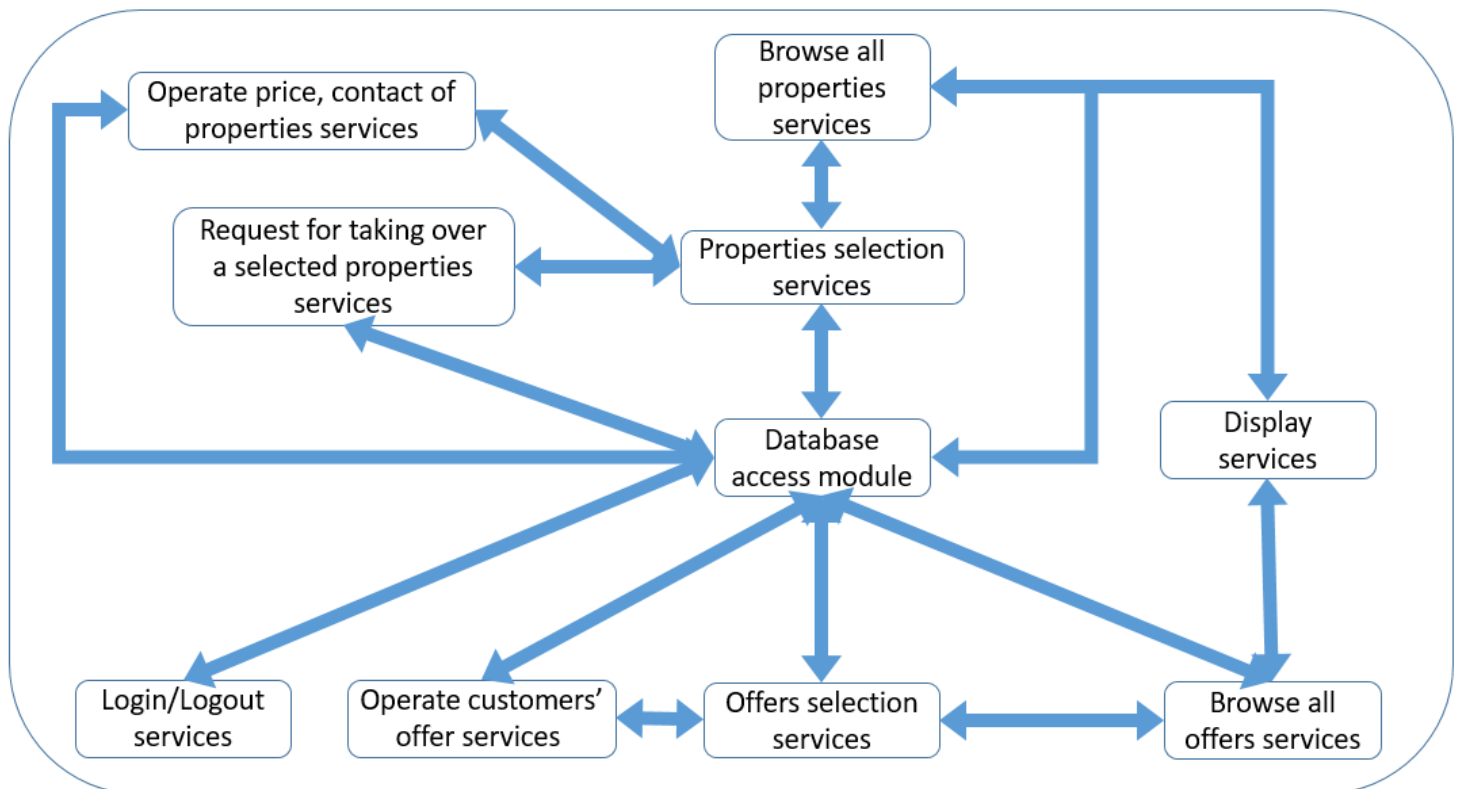 Operate price, contact of
properties services
Browse all
properties
services
Request for taking over
a selected properties
services
Properties selection
services
Database
access module
Display
services
Login/Logout
services
Operate customers’
offer services
Offers selection
services
Browse all
offers services